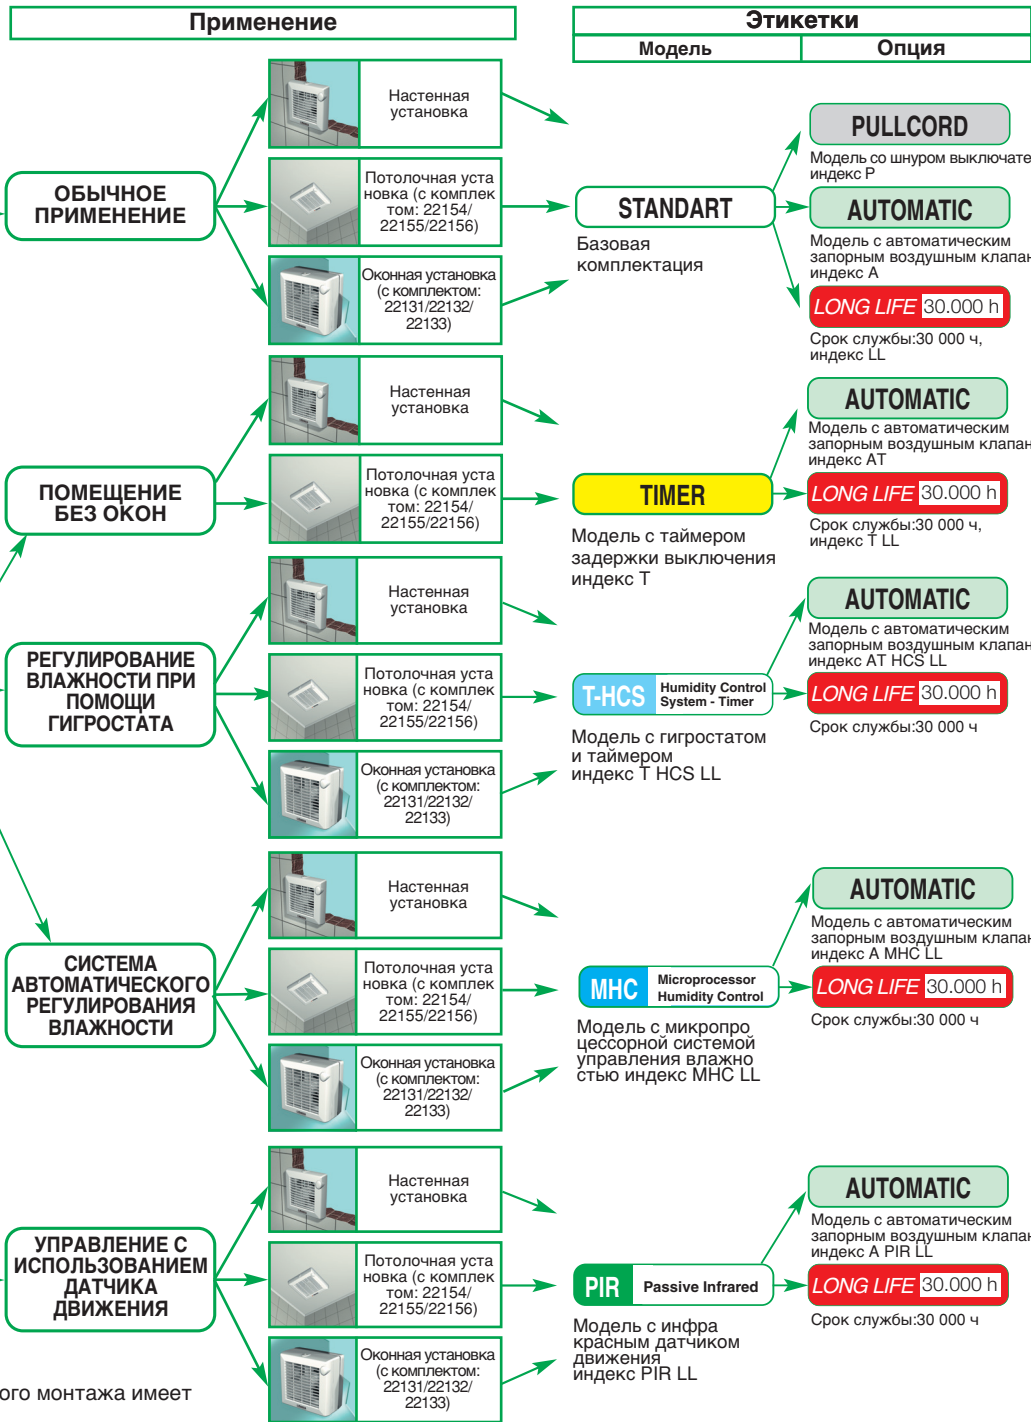 Применение
Этикетки
Модель
Опция
ОБЫЧНОЕ
ПРИМЕНЕНИЕ
Настенная
установка
Потолочная уста
новка (с комплек
том: 22154/
22155/22156)
Оконная установка
(с комплектом:
22131/22132/
22133)
STANDART
Базовая
комплектация
PULLCORD
Модель со шнуром выключате
индекс P
AUTOMATIC
Модель с автоматическим
запорным воздушным клапан
индекс A
LONG LIFE 30.000 h
Срок службы:30 000 ч,
индекс LL
ПОМЕЩЕНИЕ
БЕЗ ОКОН
Настенная
установка
Потолочная уста
новка (с комплек
том: 22154/
22155/22156)
TIMER
Модель с таймером
задержки выключения
индекс T
AUTOMATIC
Модель с автоматическим
запорным воздушным клапан
индекс AT
LONG LIFE 30.000 h
Срок службы:30 000 ч,
индекс T LL
РЕГУЛИРОВАНИЕ
ВЛАЖНОСТИ ПРИ
ПОМОЩИ
ГИГРОСТАТА
Настенная
установка
Потолочная уста
новка (с комплек
том: 22154/
22155/22156)
Оконная установка
(с комплектом:
22131/22132/
22133)
T-HCS Humidity Control
System - Timer
Модель с гигростатом
и таймером
индекс T HCS LL
AUTOMATIC
Модель с автоматическим
запорным воздушным клапан
индекс AT HCS LL
LONG LIFE 30.000 h
Срок службы:30 000 ч
СИСТЕМА
АВТОМАТИЧЕСКОГО
РЕГУЛИРОВАНИЯ
ВЛАЖНОСТИ
Настенная
установка
Потолочная уста
новка (с комплек
том: 22154/
22155/22156)
Оконная установка
(с комплектом:
22131/22132/
22133)
MHC Microprocessor
Humidity Control
Модель с микропро
цессорной системой
управления влажно
стью индекс MHC LL
AUTOMATIC
Модель с автоматическим
запорным воздушным клапан
индекс A MHC LL
LONG LIFE 30.000 h
Срок службы:30 000 ч
УПРАВЛЕНИЕ С
ИСПОЛЬЗОВАНИЕМ
ДАТЧИКА
ДВИЖЕНИЯ
Настенная
установка
Потолочная уста
новка (с комплек
том: 22154/
22155/22156)
Оконная установка
(с комплектом:
22131/22132/
22133)
PIR Passive Infrared
Модель с инфра
красным датчиком
движения
индекс PIR LL
AUTOMATIC
Модель с автоматическим
запорным воздушным клапан
индекс A PIR LL
LONG LIFE 30.000 h
Срок службы:30 000 ч
ого монтажа имеет